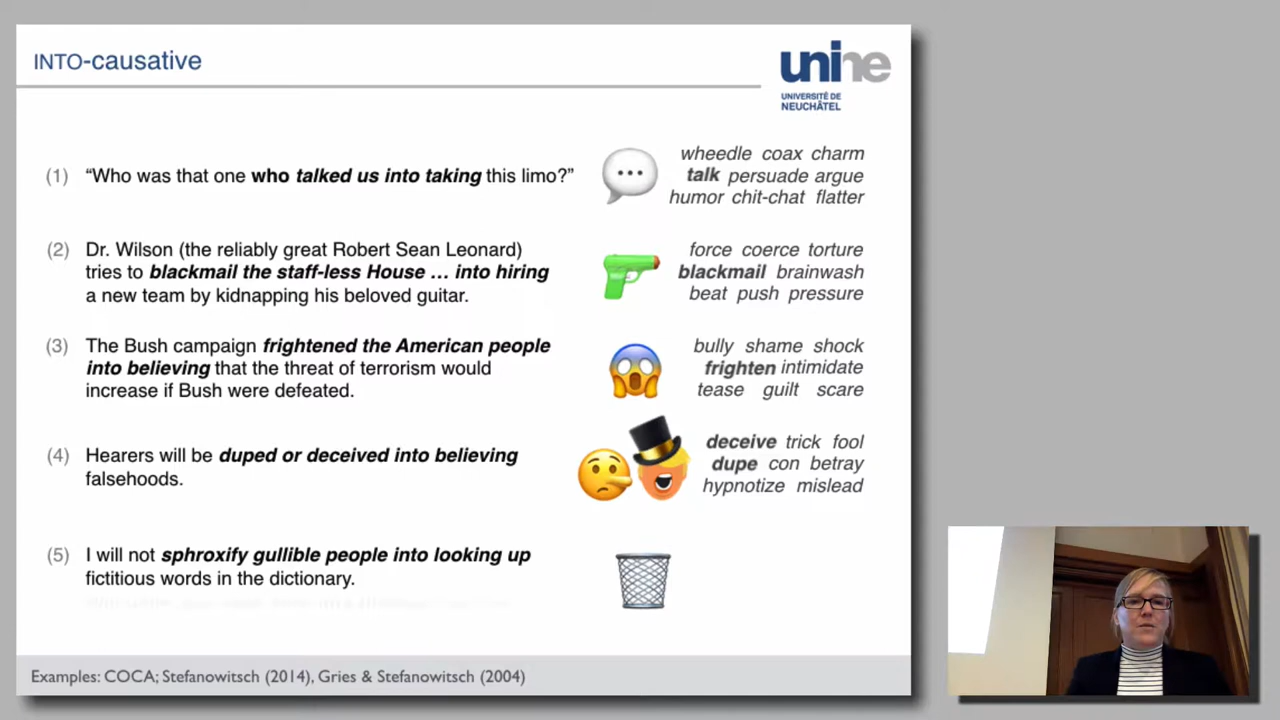 INTO-causative
unine
UNIVERSITÉ DE
NEUCHÂTEL
(1) “Who was that one who talked us into taking this limo?”
wheedle coax charm
talk persuade argue
humor chit-chat flatter
(2) Dr. Wilson (the reliably great Robert Sean Leonard)
tries to blackmail the staff-less House … into hiring
a new team by kidnapping his beloved guitar.
force coerce torture
blackmail brainwash
beat push pressure
(3) The Bush campaign frightened the American people
into believing that the threat of terrorism would
increase if Bush were defeated.
bully shame shock
frighten intimidate
tease guilt scare
(4) Hearers will be duped or deceived into believing
falsehoods.
deceive trick fool
dupe con betray
hypnotize mislead
(5) I will not sphroxify gullible people into looking up
fictitious words in the dictionary.
Examples: COCA; Stefanowitsch (2014), Gries & Stefanowitsch (2004)